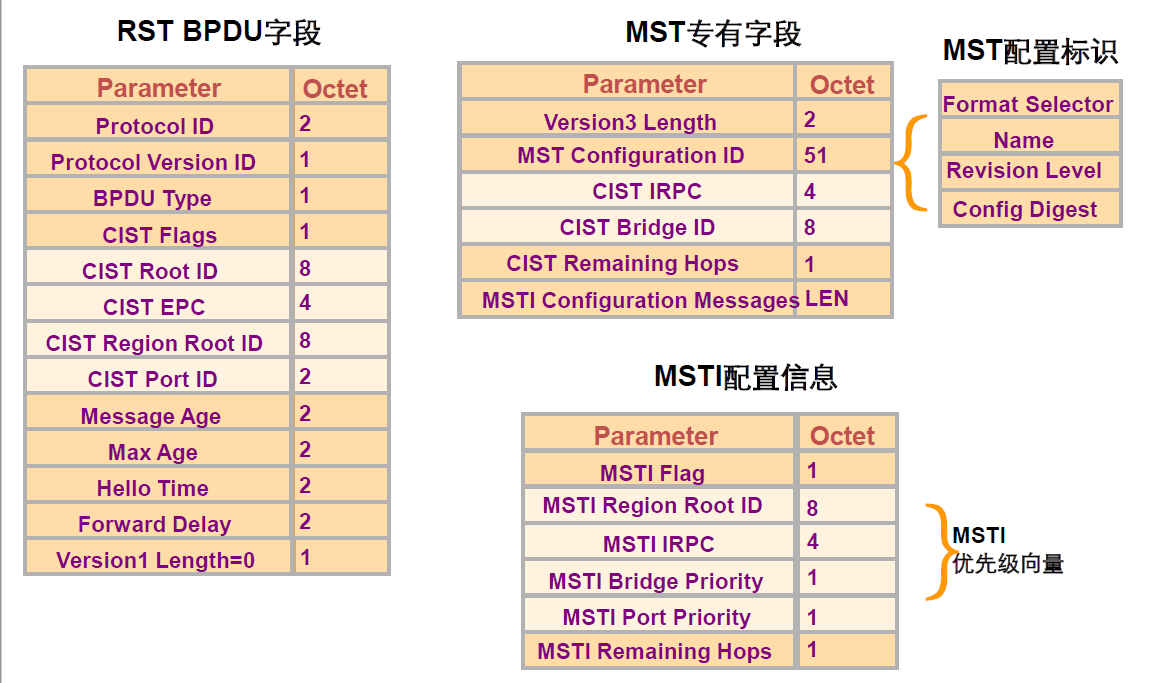 RST BPDU字段
Parameter Octet
Protocol ID 2
Protocol Version ID 1
BPDU Type 1
CIST Flags 1
CIST Root ID 8
CIST EPC 4
CIST Region Root ID 8
CIST Port ID 2
Message Age 2
Max Age 2
Hello Time 2
Forward Delay 2
Version1 Length=0 1
MST专有字段
Parameter Octet
Version3 Length 2
MST Configuration ID 51
CIST IRPC 4
CIST Bridge ID 8
CIST Remaining Hops 1
MSTI Configuration Messages LEN
MST配置标识
Format Selector
Name
Revision Level
Config Digest
MSTI配置信息
Parameter Octet
MSTI Flag 1
MSTI Region Root ID 8
MSTI IRPC 4
MSTI Bridge Priority 1
MSTI Port Priority 1
MSTI Remaining Hops 1
MSTI
优先级向量